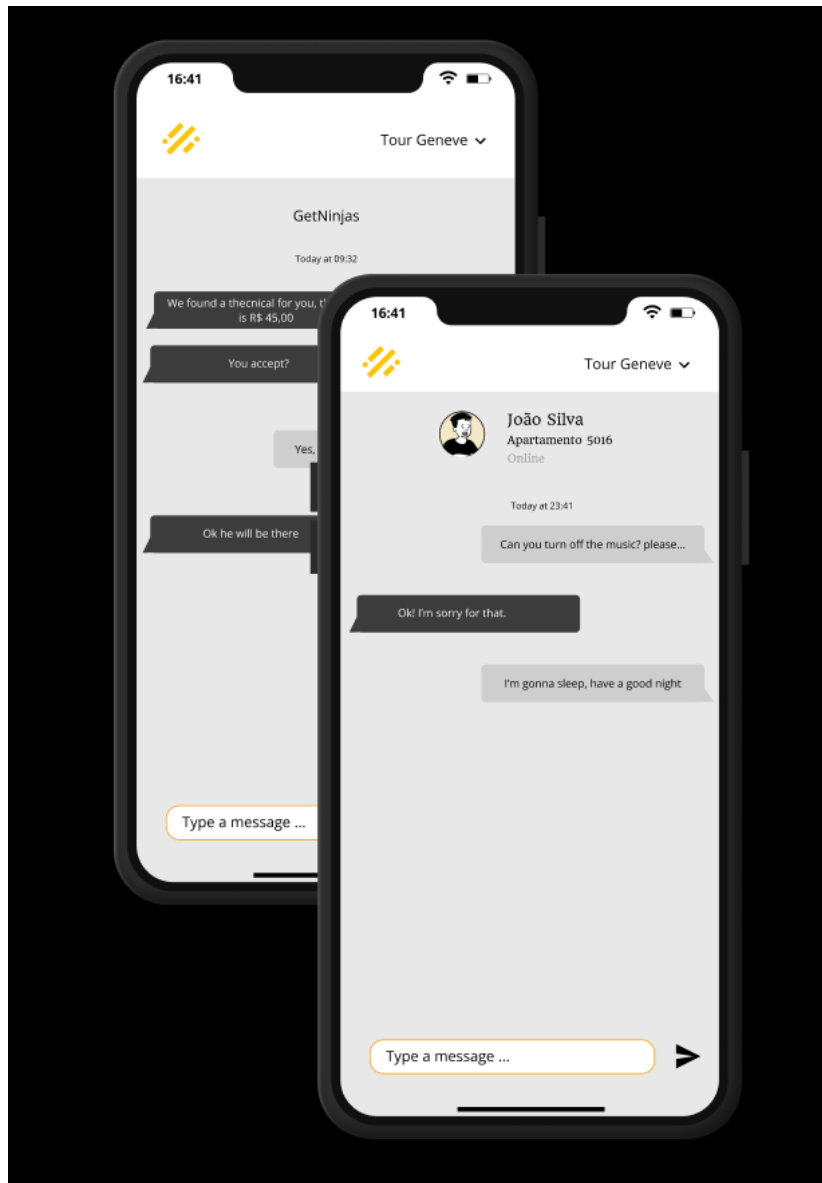 16:41
Tour Geneve
GetNinjas
Today at 09:32
We found a thecnical for you,
is R$ 45,00
You accept?
Yes,
Ok he will be there
Type a message ...
16:41
Tour Geneve
João Silva
Apartamento 5016
Online
Today at 23:41
Can you turn off the music? please...
Ok! I'm sorry for that.
I'm gonna sleep, have a good night
Type a message ...